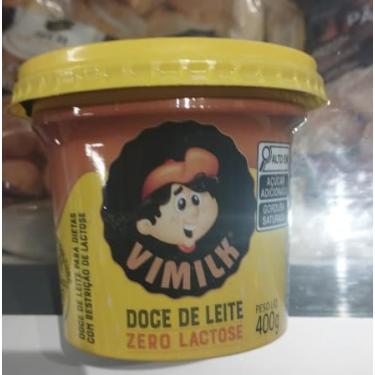 VIMILK
DOCE DE LEITE
ZERO LACTOSE
DOCE DE LEITE PARA DIETAS
COM RESTRIÇÃO DE LACTOSE
ALTO EM
AÇÚCAR
ADICIONADO
GORDURA
SATURADA
PESO LÍQ
400g